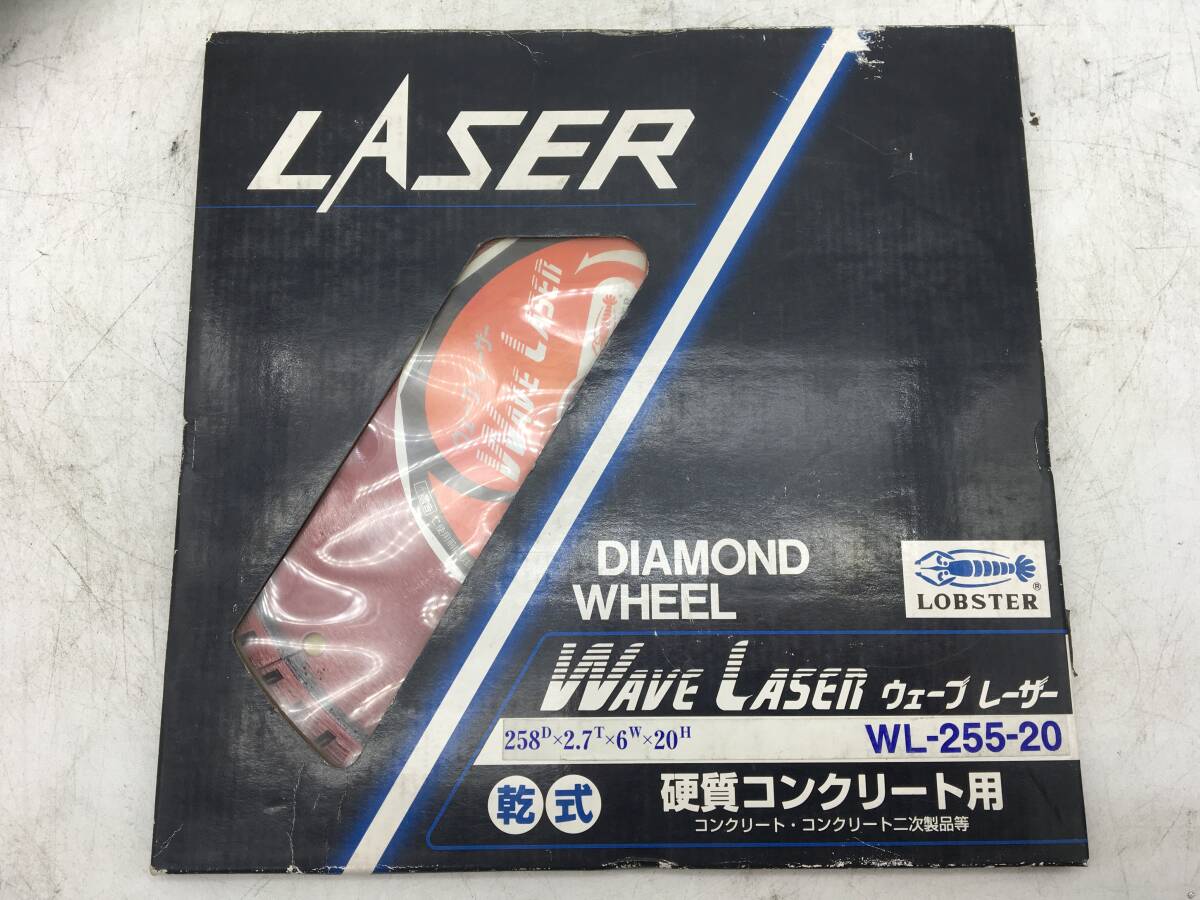 LASER
ウェーブ レーザー
WAVE LASER
DIAMOND
WHEEL
LOBSTER®
WAVE LASER ウェーブ レーザー
258ᴰ×2.7ᵀ×6ᵂ×20ᴴ WL-255-20
乾式 硬質コンクリート用
コンクリート・コンクリート二次製品等